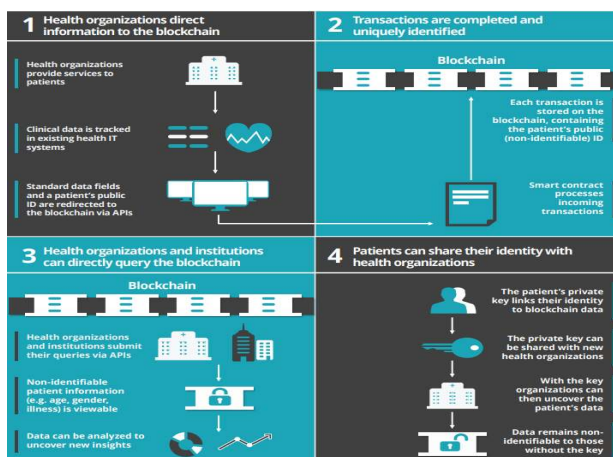 1 Health organizations direct
information to the blockchain
Health organizations
provide services to
patients
Clinical data is tracked
in existing health IT
systems
Standard data fields
and a patient's public
ID are redirected to
the blockchain via APIs
2 Transactions are completed and
uniquely identified
Blockchain
Each transaction is
stored on the
blockchain, containing
the patient's public
(non-identifiable) ID
Smart contract
processes
incoming
transactions
3 Health organizations and institutions
can directly query the blockchain
Blockchain
Health organizations
and institutions submit
their queries via APIs
Non-identifiable
patient information
(e.g. age, gender,
illness) is viewable
Data can be analyzed to
uncover new insights
4 Patients can share their identity with
health organizations
The patient's private
key links their identity
to blockchain data
The private key can
be shared with new
health organizations
With the key
organizations can
then uncover the
patient's data
Data remains non-
identifiable to those
without the key